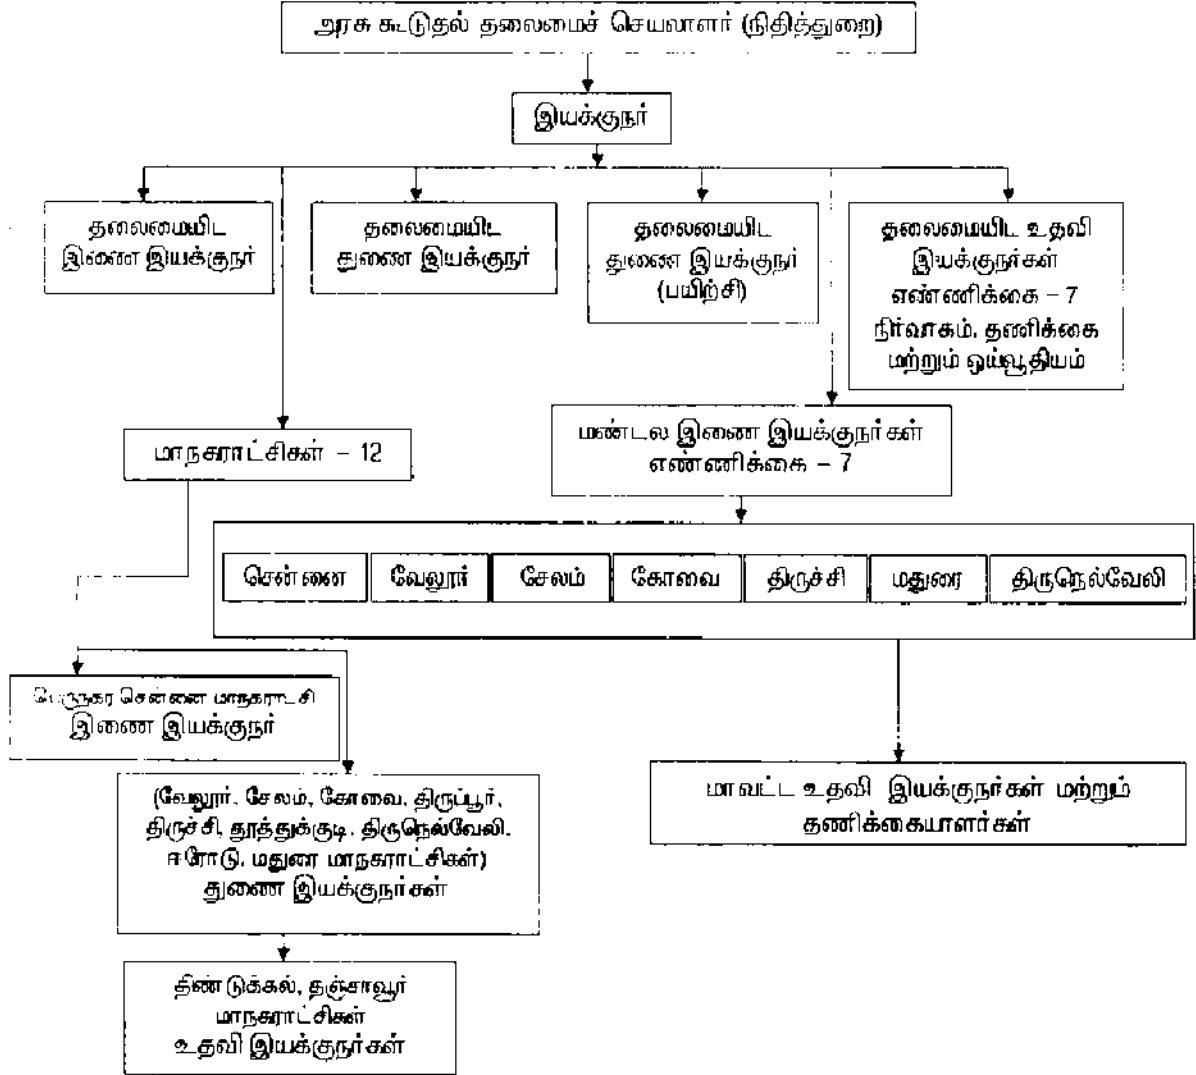 அரசு கூடுதல் தலைமைச் செயலாளர் (நிதித்துறை)
இயக்குநர்
தலைமையிட
இணை இயக்குநர்
தலைமையிட
துணை இயக்குநர்
தலைமையிட
துணை இயக்குநர்
(பயிற்சி)
தலைமையிட உதவி
இயக்குநர்கள்
எண்ணிக்கை – 7
நிர்வாகம், தணிக்கை
மற்றும் ஓய்வூதியம்
மாநகராட்சிகள் – 12
மண்டல இணை இயக்குநர்கள்
எண்ணிக்கை – 7
சென்னை
வேலூர்
சேலம்
கோவை
திருச்சி
மதுரை
திருநெல்வேலி
பெருநகர சென்னை மாநகராட்சி
இணை இயக்குநர்
(வேலூர், சேலம், கோவை, திருப்பூர்,
திருச்சி, தூத்துக்குடி, திருநெல்வேலி,
ஈரோடு, மதுரை மாநகராட்சிகள்)
துணை இயக்குநர்கள்
மாவட்ட உதவி இயக்குநர்கள் மற்றும்
தணிக்கையாளர்கள்
திண்டுக்கல், தஞ்சாவூர்
மாநகராட்சிகள்
உதவி இயக்குநர்கள்